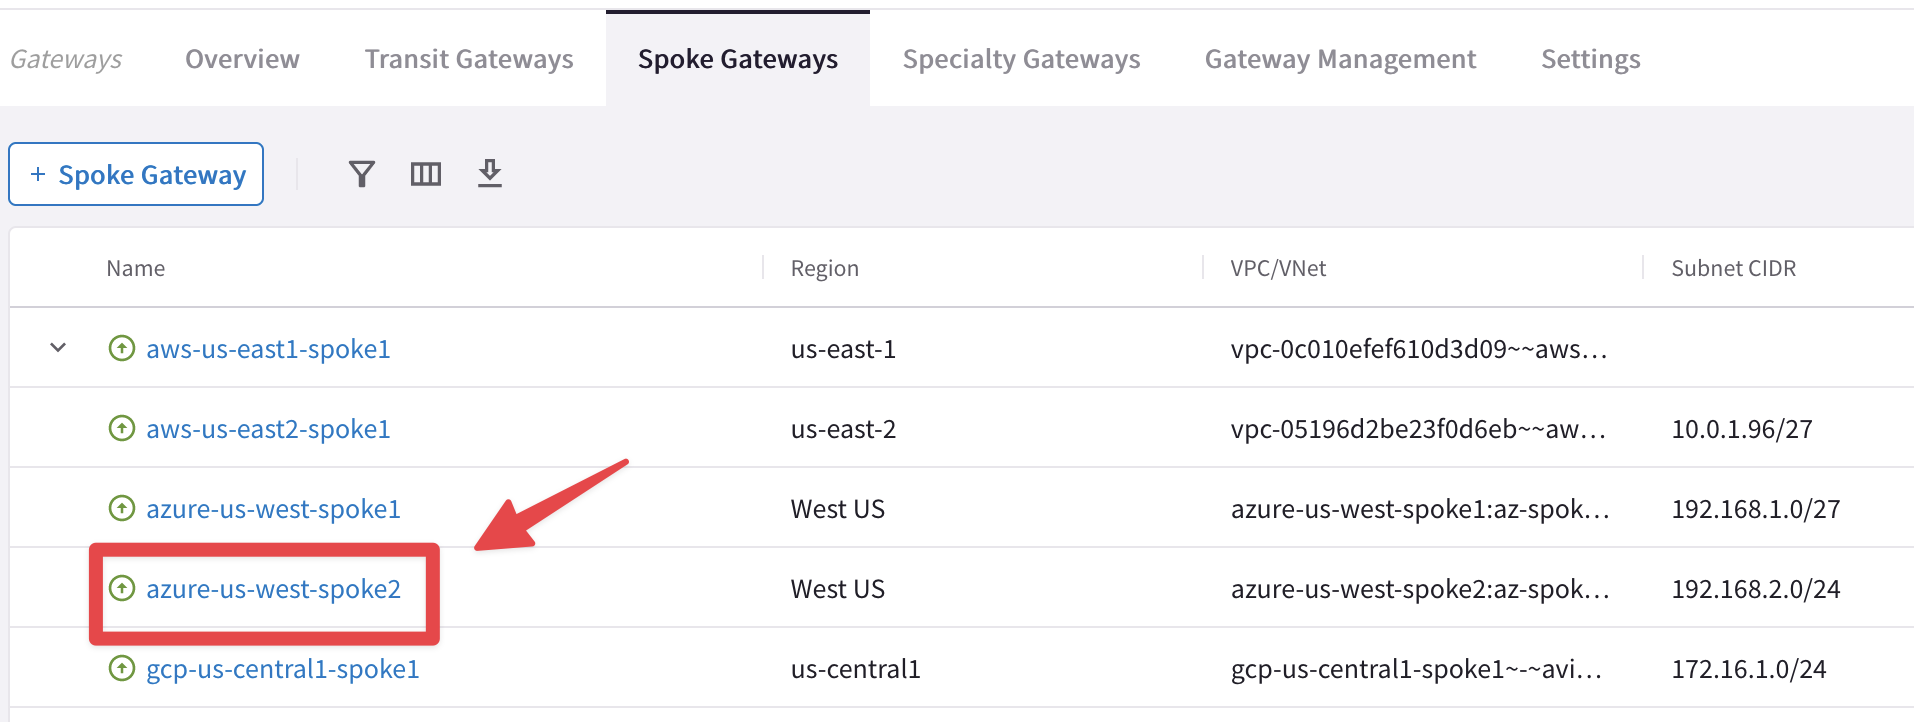 Gateways Overview Transit Gateways Spoke Gateways Specialty Gateways Gateway Management Settings
+ Spoke Gateway
Name Region VPC/VNet Subnet CIDR
aws-us-east1-spoke1 us-east-1 vpc-0c010efef610d3d09~~aws...
aws-us-east2-spoke1 us-east-2 vpc-05196d2be23f0d6eb~~aw... 10.0.1.96/27
azure-us-west-spoke1 West US azure-us-west-spoke1:az-spok... 192.168.1.0/27
azure-us-west-spoke2 West US azure-us-west-spoke2:az-spok... 192.168.2.0/24
gcp-us-central1-spoke1 us-central1 gcp-us-central1-spoke1~-~avi... 172.16.1.0/24